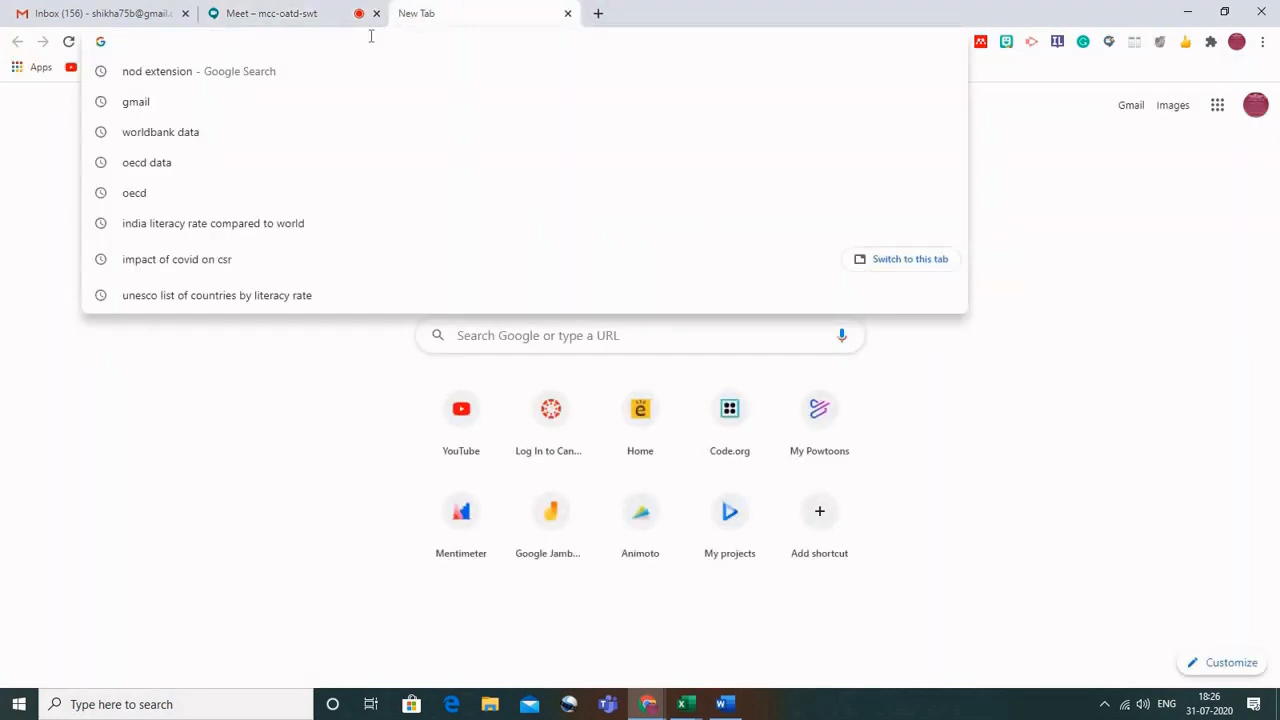 Inbox (156) - shikha75b@gmail.c
Meet – mcc-oatd-swt
New Tab
nod extension - Google Search
Apps
gmail
Gmail
Images
worldbank data
oecd data
oecd
india literacy rate compared to world
impact of covid on csr
Switch to this tab
unesco list of countries by literacy rate
Search Google or type a URL
YouTube
Log In to Can...
Home
Code.org
My Powtoons
Mentimeter
Google Jamb...
Animoto
My projects
Add shortcut
Customize
Type here to search
ENG
18:26
31-07-2020